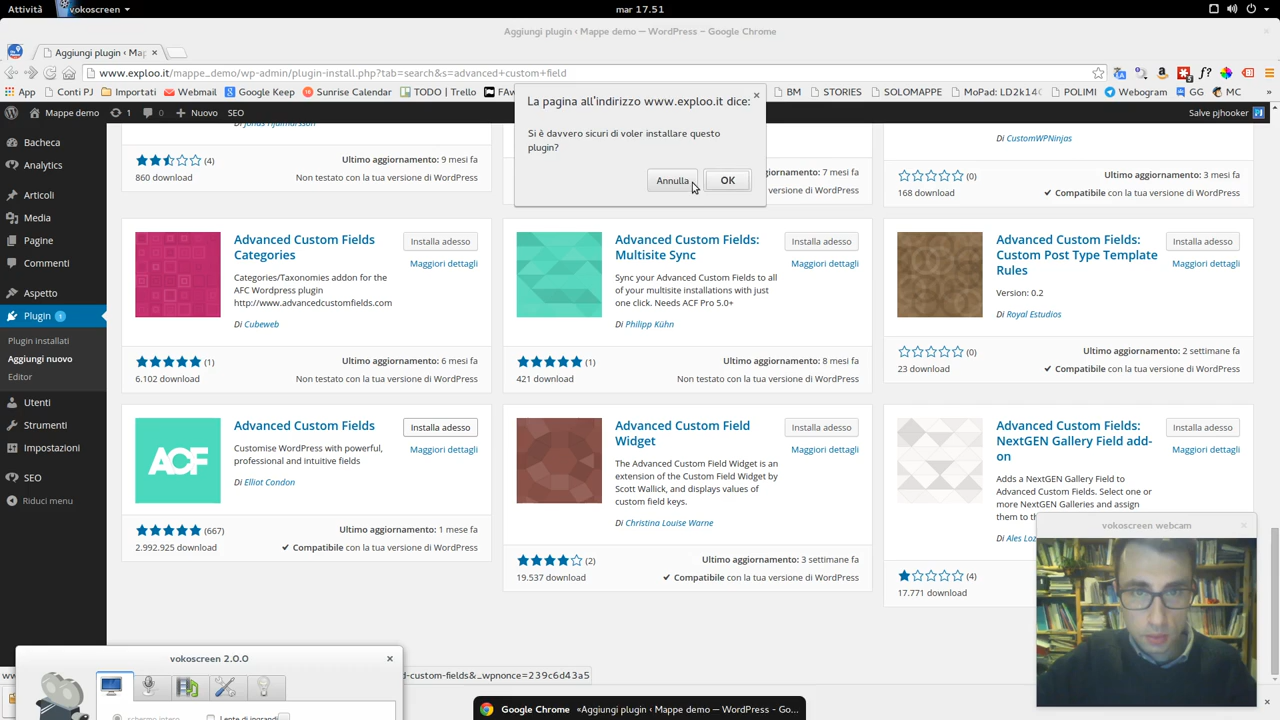 Attività
vokoscreen
mar 17.51
Aggiungi plugin ‹ Mappe demo — WordPress – Google Chrome
Aggiungi plugin ‹ Map
www.exploo.it/mappe_demo/wp-admin/plugin-install.php?tab=search&s=advanced+custom+field
App
Conti PJ
Importati
Webmail
Google Keep
Sunrise Calendar
TODO | Trello
BM
STORIES
SOLOMAPPE
MoPad: LD2k14
POLIMI
Webogram
Altri Preferiti
Mappe demo
1
0
Nuovo
SEO
Salve pjhooker
La pagina all'indirizzo www.exploo.it dice:
Si è davvero sicuri di voler installare questo
plugin?
Annulla
OK
Bacheca
Analytics
Articoli
Media
Pagine
Commenti
Aspetto
Plugin 1
Plugin installati
Aggiungi nuovo
Editor
Utenti
Strumenti
Impostazioni
SEO
Riduci menu
(4)
Ultimo aggiornamento: 9 mesi fa
860 download
Non testato con la tua versione di WordPress
aggiornamento: 7 mesi fa
versione di WordPress
CustomWPNinjas
(0)
Ultimo aggiornamento: 3 mesi fa
168 download
Compatibile con la tua versione di WordPress
Advanced Custom Fields
Categories
Installa adesso
Maggiori dettagli
Categories/Taxonomies addon for the
AFC Wordpress plugin
http://www.advancedcustomfields.com
Di Cubeweb
(1)
Ultimo aggiornamento: 6 mesi fa
6.102 download
Non testato con la tua versione di WordPress
Advanced Custom Fields:
Multisite Sync
Installa adesso
Maggiori dettagli
Sync your Advanced Custom Fields to all
of your multisite installations with just
one click. Needs ACF Pro 5.0+
Di Philipp Kühn
(1)
Ultimo aggiornamento: 8 mesi fa
421 download
Non testato con la tua versione di WordPress
Advanced Custom Fields:
Custom Post Type Template
Rules
Installa adesso
Maggiori dettagli
Version: 0.2
Di Royal Estudios
(0)
Ultimo aggiornamento: 2 settimane fa
23 download
Compatibile con la tua versione di WordPress
ACF
Advanced Custom Fields
Installa adesso
Maggiori dettagli
Customise WordPress with powerful,
professional and intuitive fields
Di Elliot Condon
(667)
Ultimo aggiornamento: 1 mese fa
2.992.925 download
Compatibile con la tua versione di WordPress
Advanced Custom Field
Widget
Installa adesso
Maggiori dettagli
The Advanced Custom Field Widget is an
extension of the Custom Field Widget by
Scott Wallick, and displays values of
custom field keys.
Di Christina Louise Warne
(2)
Ultimo aggiornamento: 3 settimane fa
19.537 download
Compatibile con la tua versione di WordPress
Advanced Custom Fields:
NextGEN Gallery Field add-
on
Installa adesso
Maggiori dettagli
Adds a NextGEN Gallery Field to
Advanced Custom Fields. Select one or
more NextGEN Galleries and assign
them to th
Di Ales Loz
(4)
17.771 download
vokoscreen webcam
vokoscreen 2.0.0
d-custom-fields&_wpnonce=239c6d43a5
schermo intero
Lente di ingrandi
Google Chrome
«Aggiungi plugin ‹ Mappe demo — WordPress - Goo...